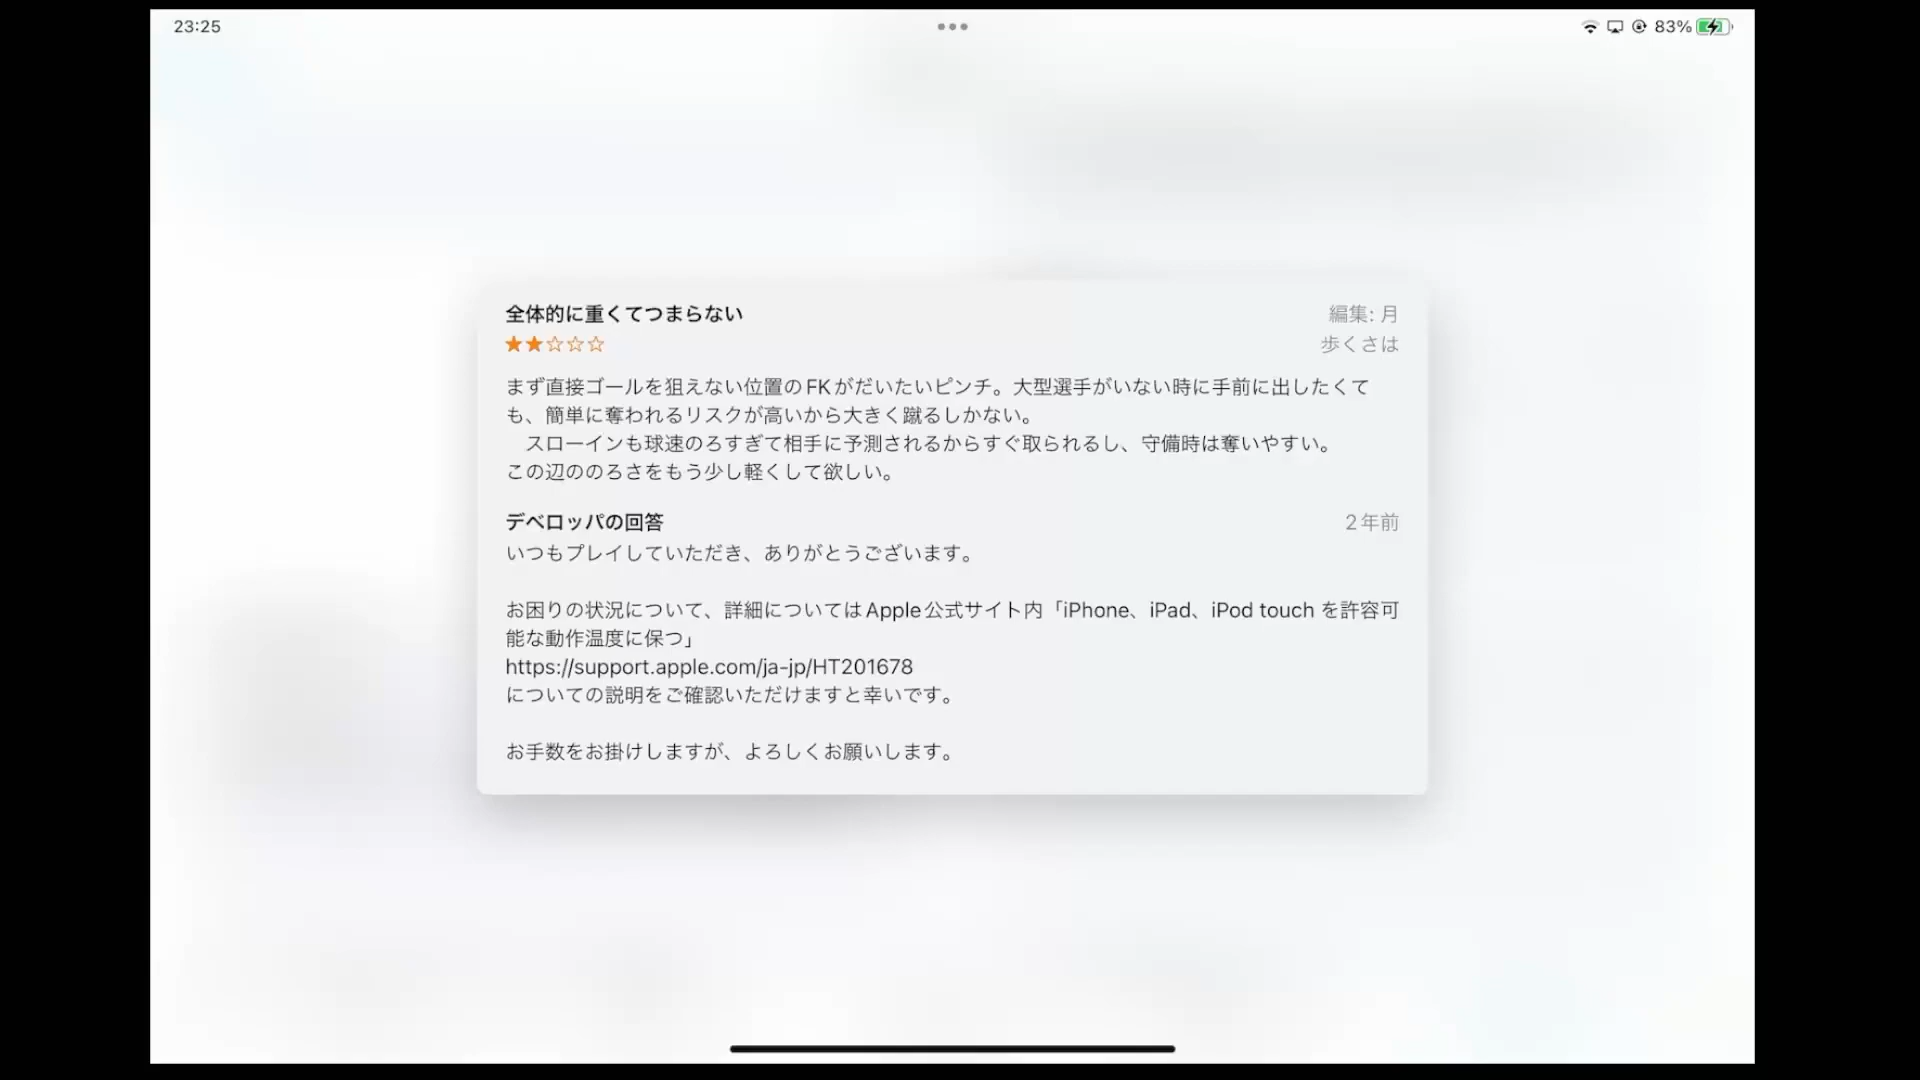 23:25
83%
全体的に重くてつまらない
編集: 月
★★☆☆☆
歩くさは
まず直接ゴールを狙えない位置のFKがだいたいピンチ。大型選手がいない時に手前に出したくて
も、簡単に奪われるリスクが高いから大きく蹴るしかない。
　スローインも球速のろすぎて相手に予測されるからすぐ取られるし、守備時は奪いやすい。
この辺ののろさをもう少し軽くして欲しい。
デベロッパの回答
2年前
いつもプレイしていただき、ありがとうございます。
お困りの状況について、詳細についてはApple公式サイト内「iPhone、iPad、iPod touch を許容可
能な動作温度に保つ」
https://support.apple.com/ja-jp/HT201678
についての説明をご確認いただけますと幸いです。
お手数をお掛けしますが、よろしくお願いします。